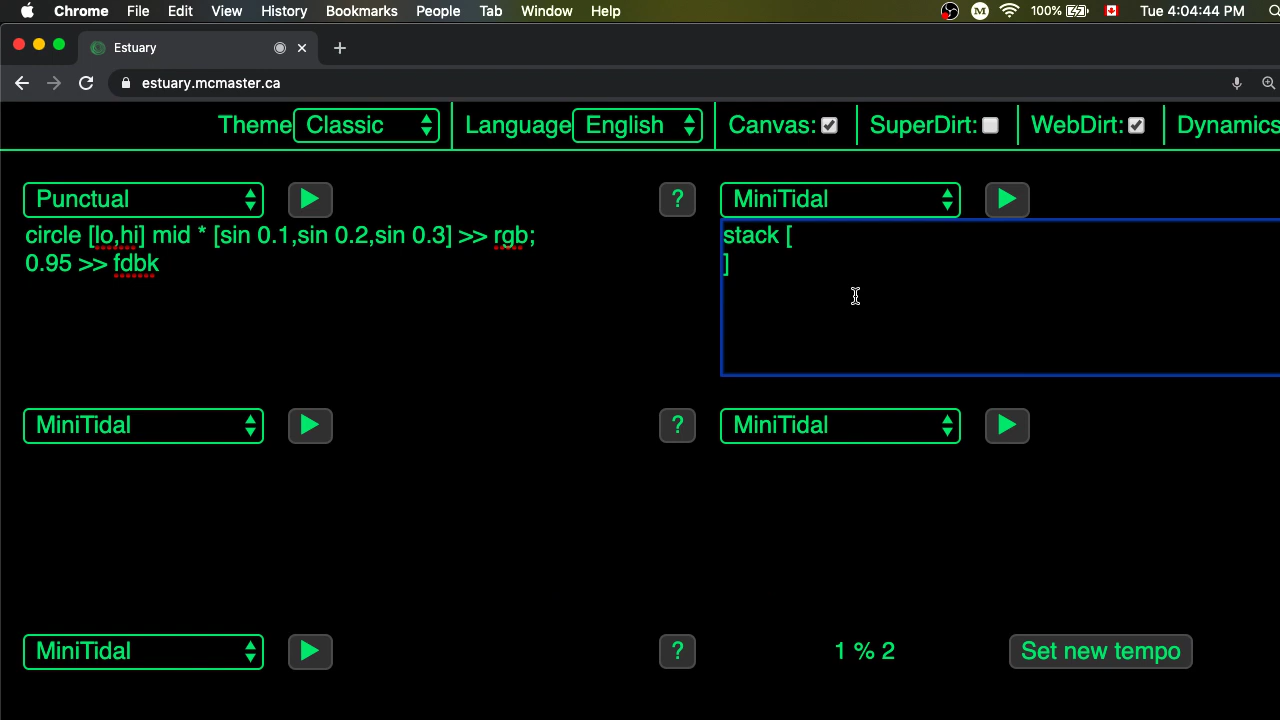 Chrome File Edit View History Bookmarks People Tab Window Help M 100% Tue 4:04:44 PM
Estuary
estuary.mcmaster.ca
Theme Classic Language English Canvas: SuperDirt: WebDirt: Dynamics
Punctual ? MiniTidal
circle [lo,hi] mid * [sin 0.1,sin 0.2,sin 0.3] >> rgb; stack [
0.95 >> fdbk ]
MiniTidal ? MiniTidal
MiniTidal ? 1 % 2 Set new tempo